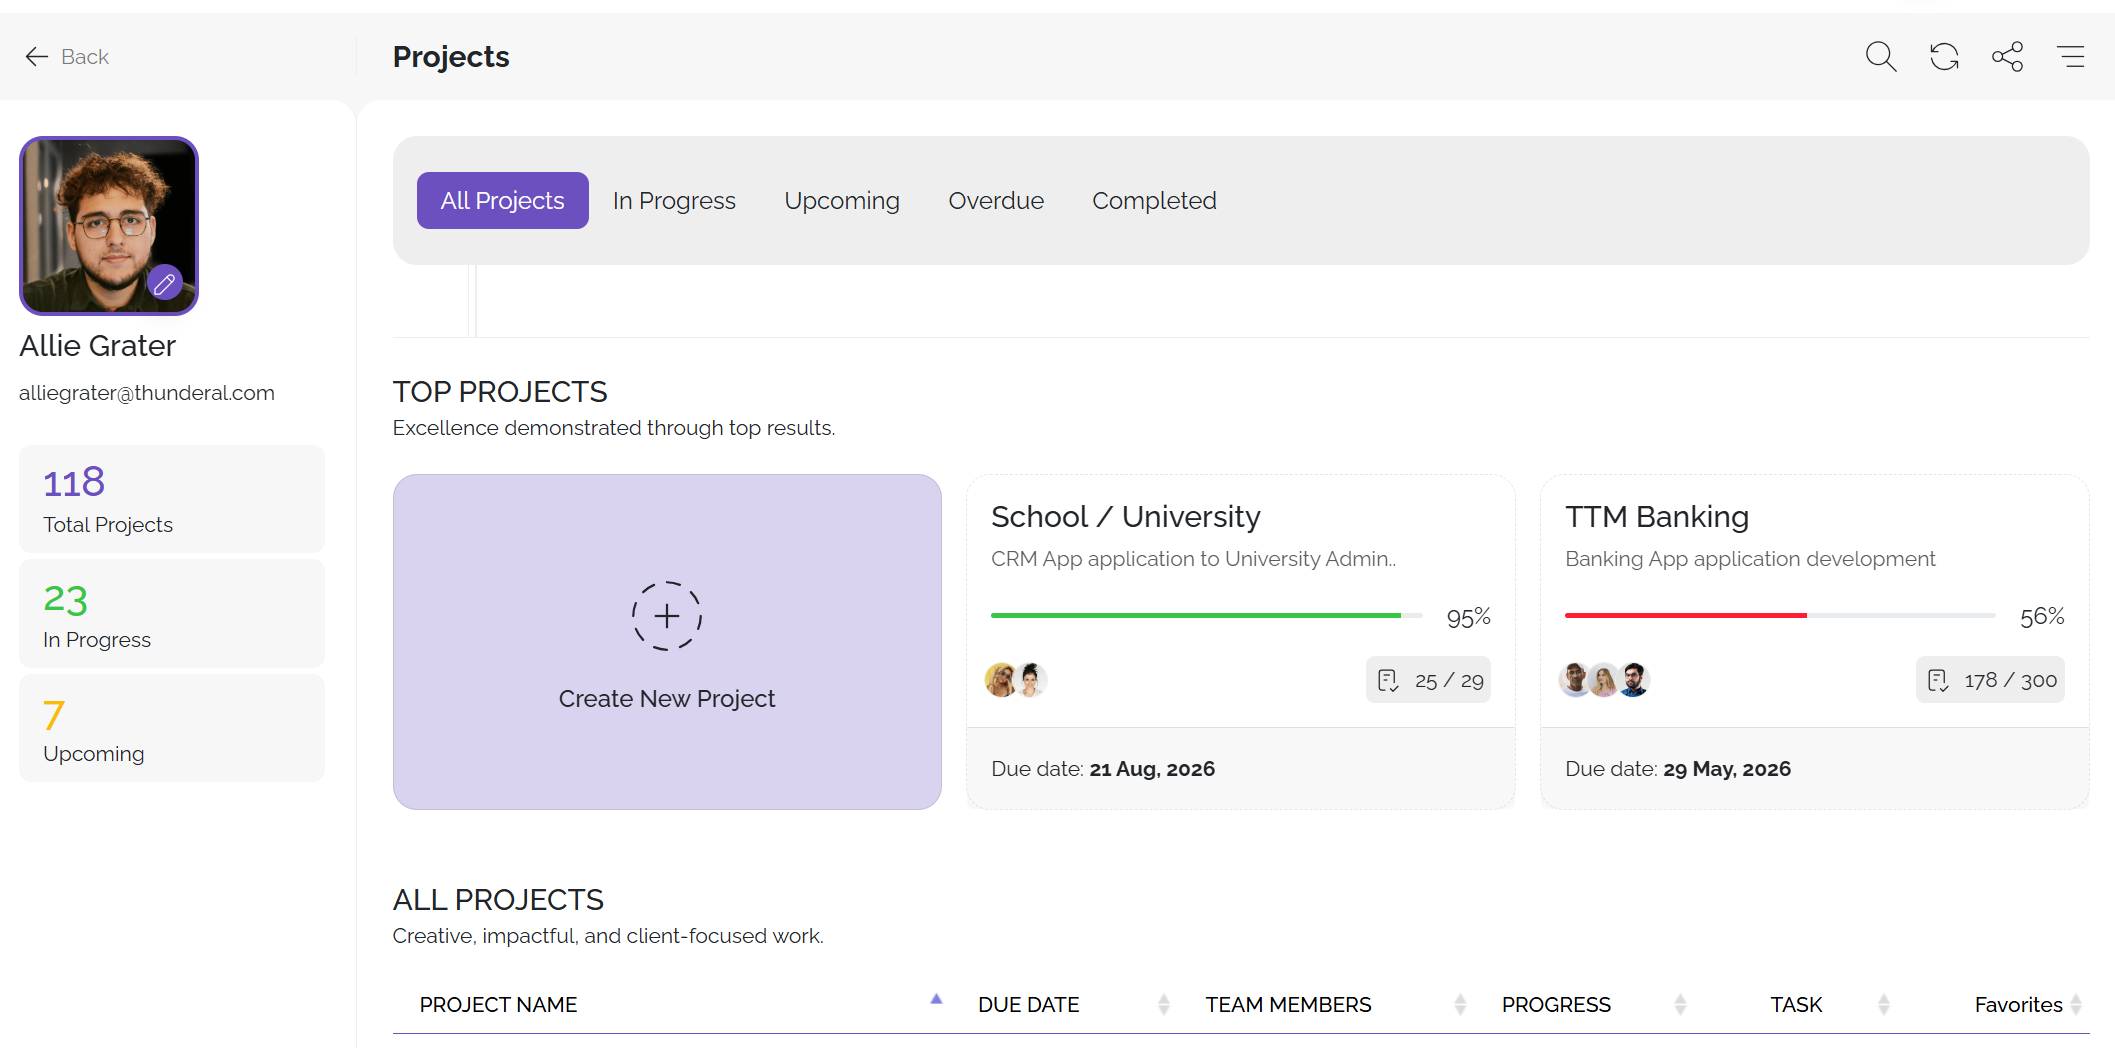 Back
Projects
All Projects
In Progress
Upcoming
Overdue
Completed
Allie Grater
alliegrater@thunderal.com
118
Total Projects
23
In Progress
7
Upcoming
TOP PROJECTS
Excellence demonstrated through top results.
Create New Project
School / University
CRM App application to University Admin..
95%
25 / 29
Due date: 21 Aug, 2026
TTM Banking
Banking App application development
56%
178 / 300
Due date: 29 May, 2026
ALL PROJECTS
Creative, impactful, and client-focused work.
PROJECT NAME
DUE DATE
TEAM MEMBERS
PROGRESS
TASK
Favorites